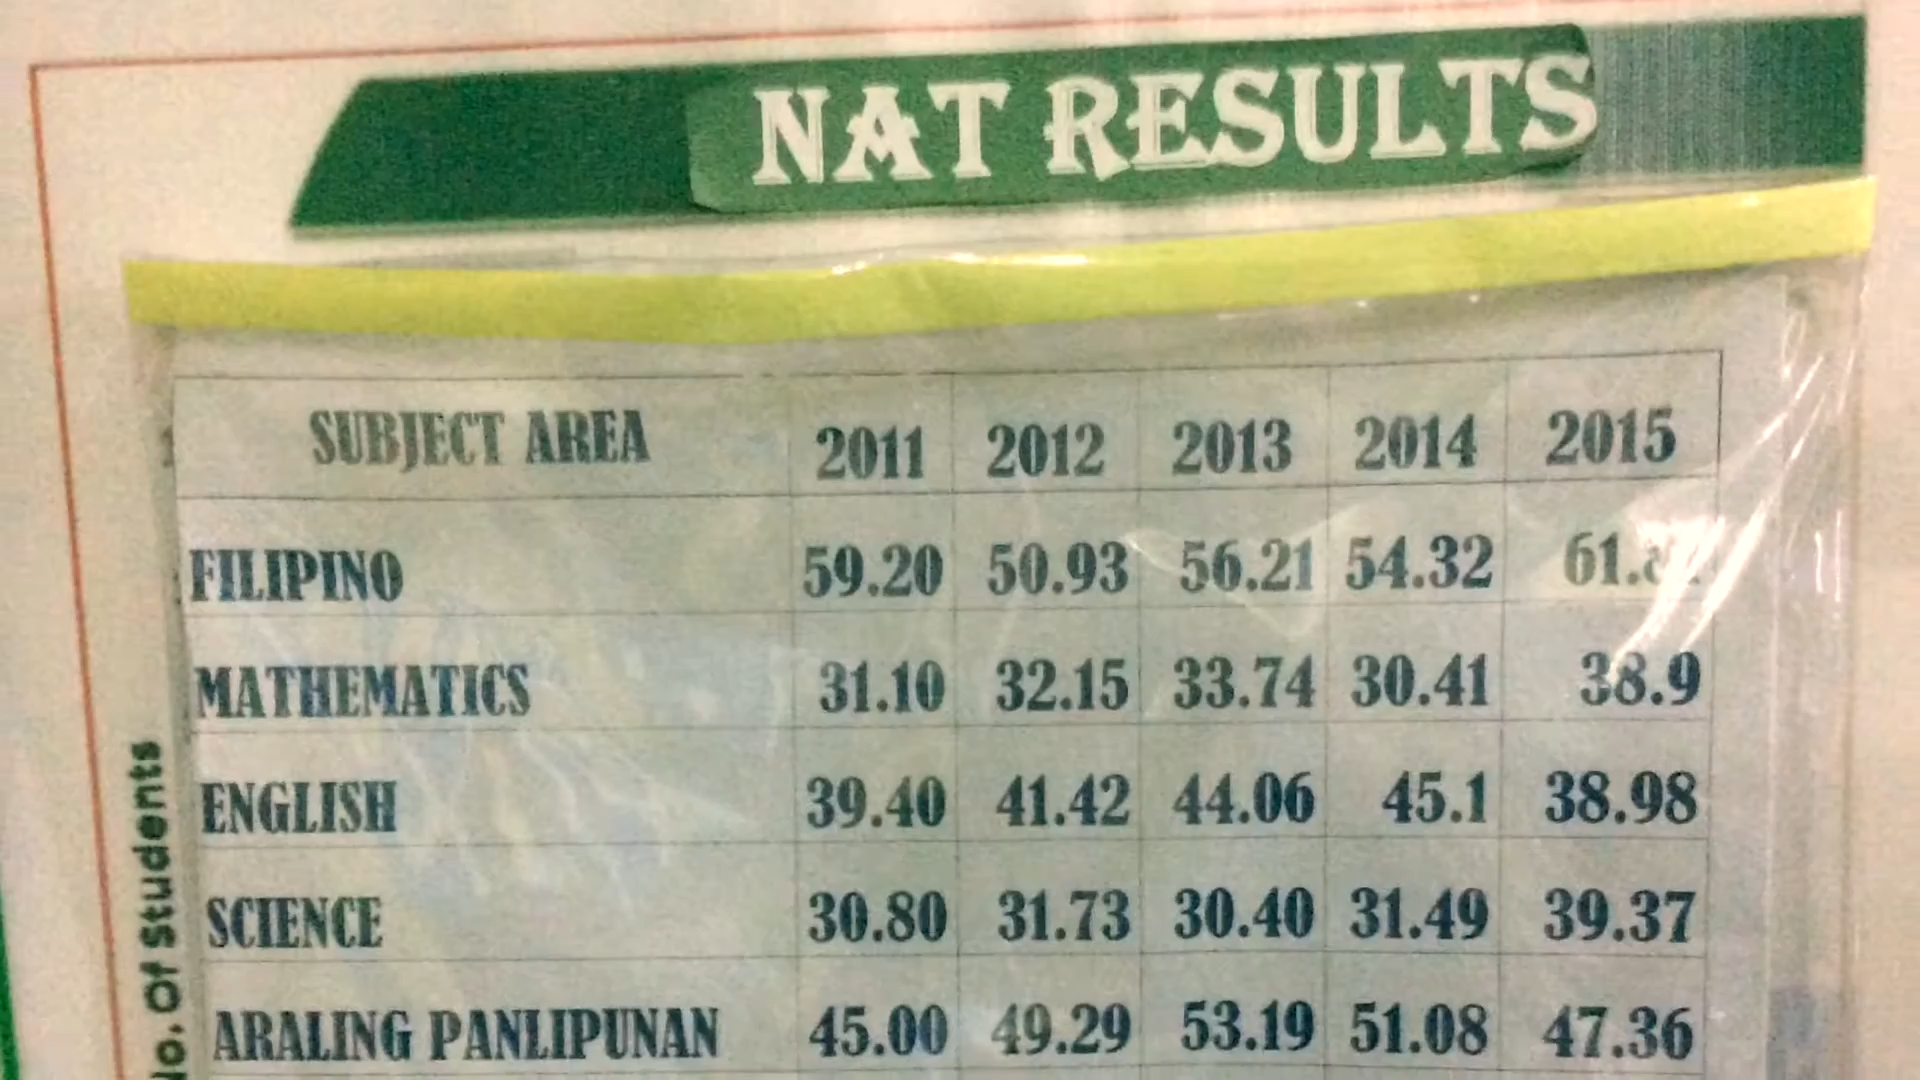 NAT RESULTS
SUBJECT AREA 2011 2012 2013 2014 2015
FILIPINO 59.20 50.93 56.21 54.32
MATHEMATICS 31.10 32.15 33.74 30.41 38.9
ENGLISH 39.40 41.42 44.06 45.1 38.98
SCIENCE 30.80 31.73 30.40 31.49 39.37
ARALING PANLIPUNAN 45.00 49.29 53.19 51.08 47.36
No. Of Students